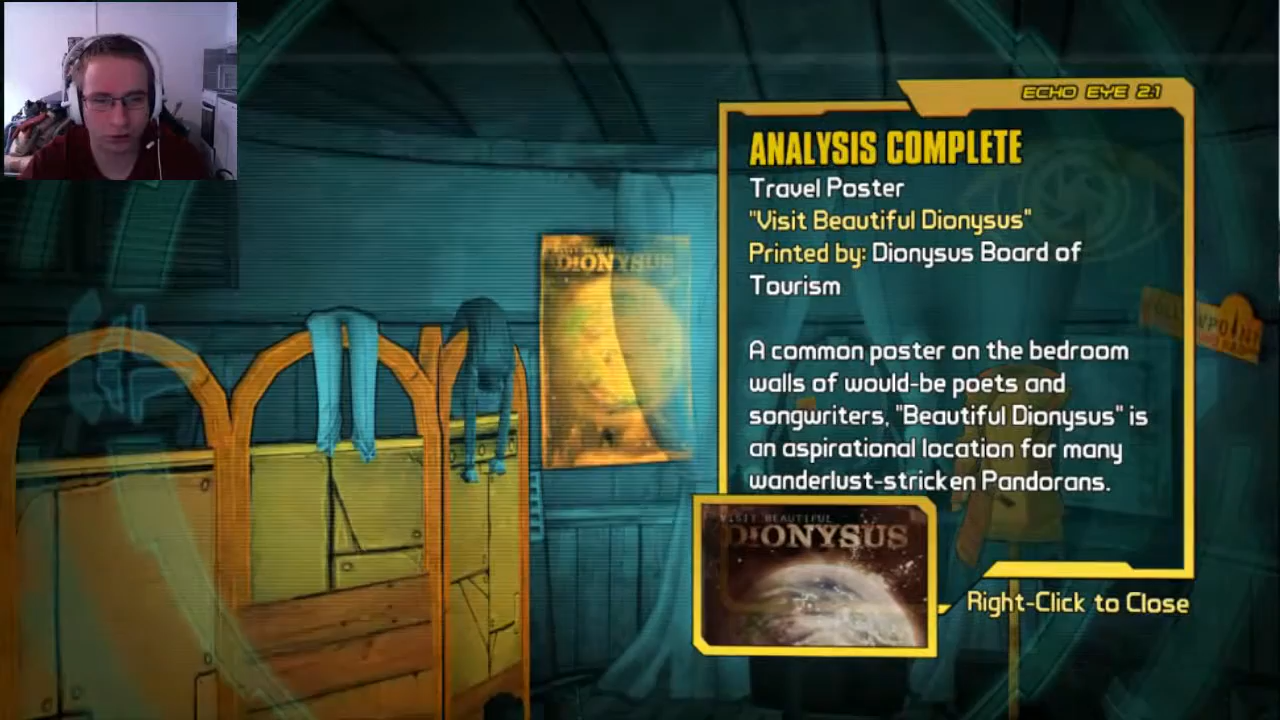 ECHO EYE 2.1
ANALYSIS COMPLETE
Travel Poster
"Visit Beautiful Dionysus"
Printed by: Dionysus Board of
Tourism
A common poster on the bedroom
walls of would-be poets and
songwriters, "Beautiful Dionysus" is
an aspirational location for many
wanderlust-stricken Pandorans.
DIONYSUS
VISIT BEAUTIFUL
DIONYSUS
Right-Click to Close